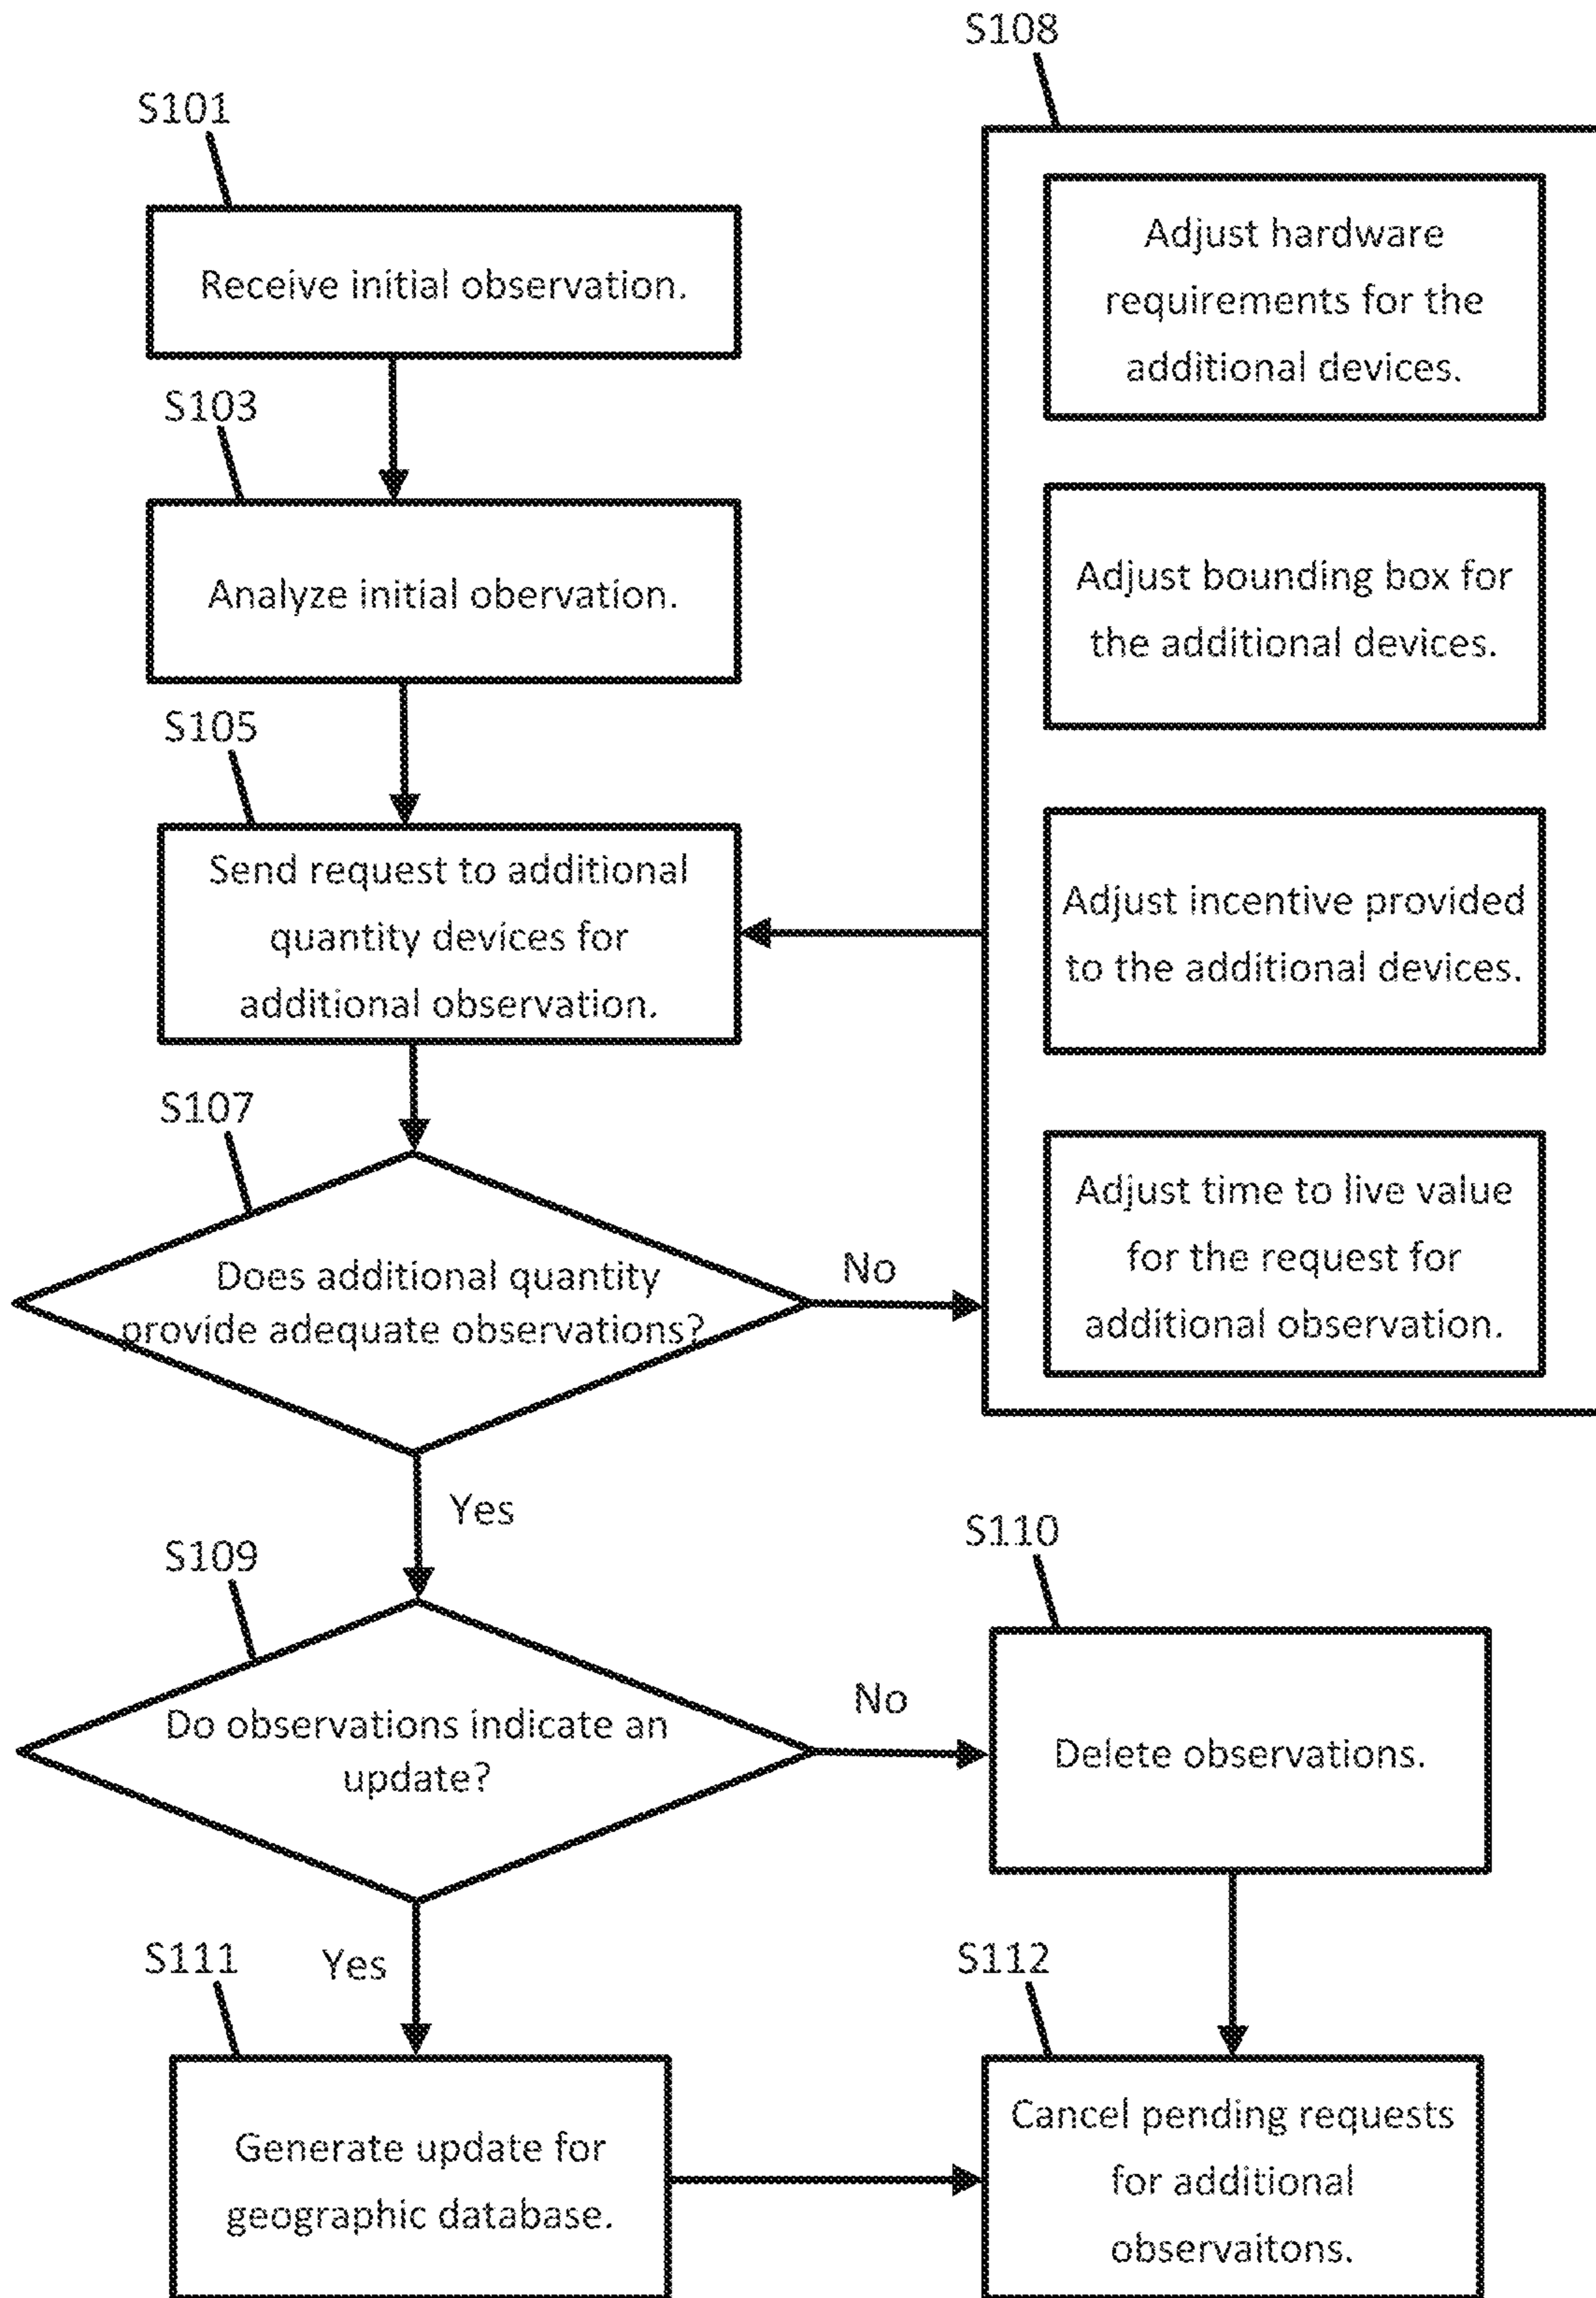 S108
S101
Receive initial observation.
Adjust hardware
requirements for the
additional devices.
S103
Analyze initial obervation.
Adjust bounding box for
the additional devices.
S105
Send request to additional
quantity devices for
additional observation.
Adjust incentive provided
to the additional devices.
S107
Does additional quantity
provide adequate observations?
No
Adjust time to live value
for the request for
additional observation.
Yes
S109
Do observations indicate an
update?
No
S110
Delete observations.
Yes
S111
Generate update for
geographic database.
S112
Cancel pending requests
for additional
observaitons.